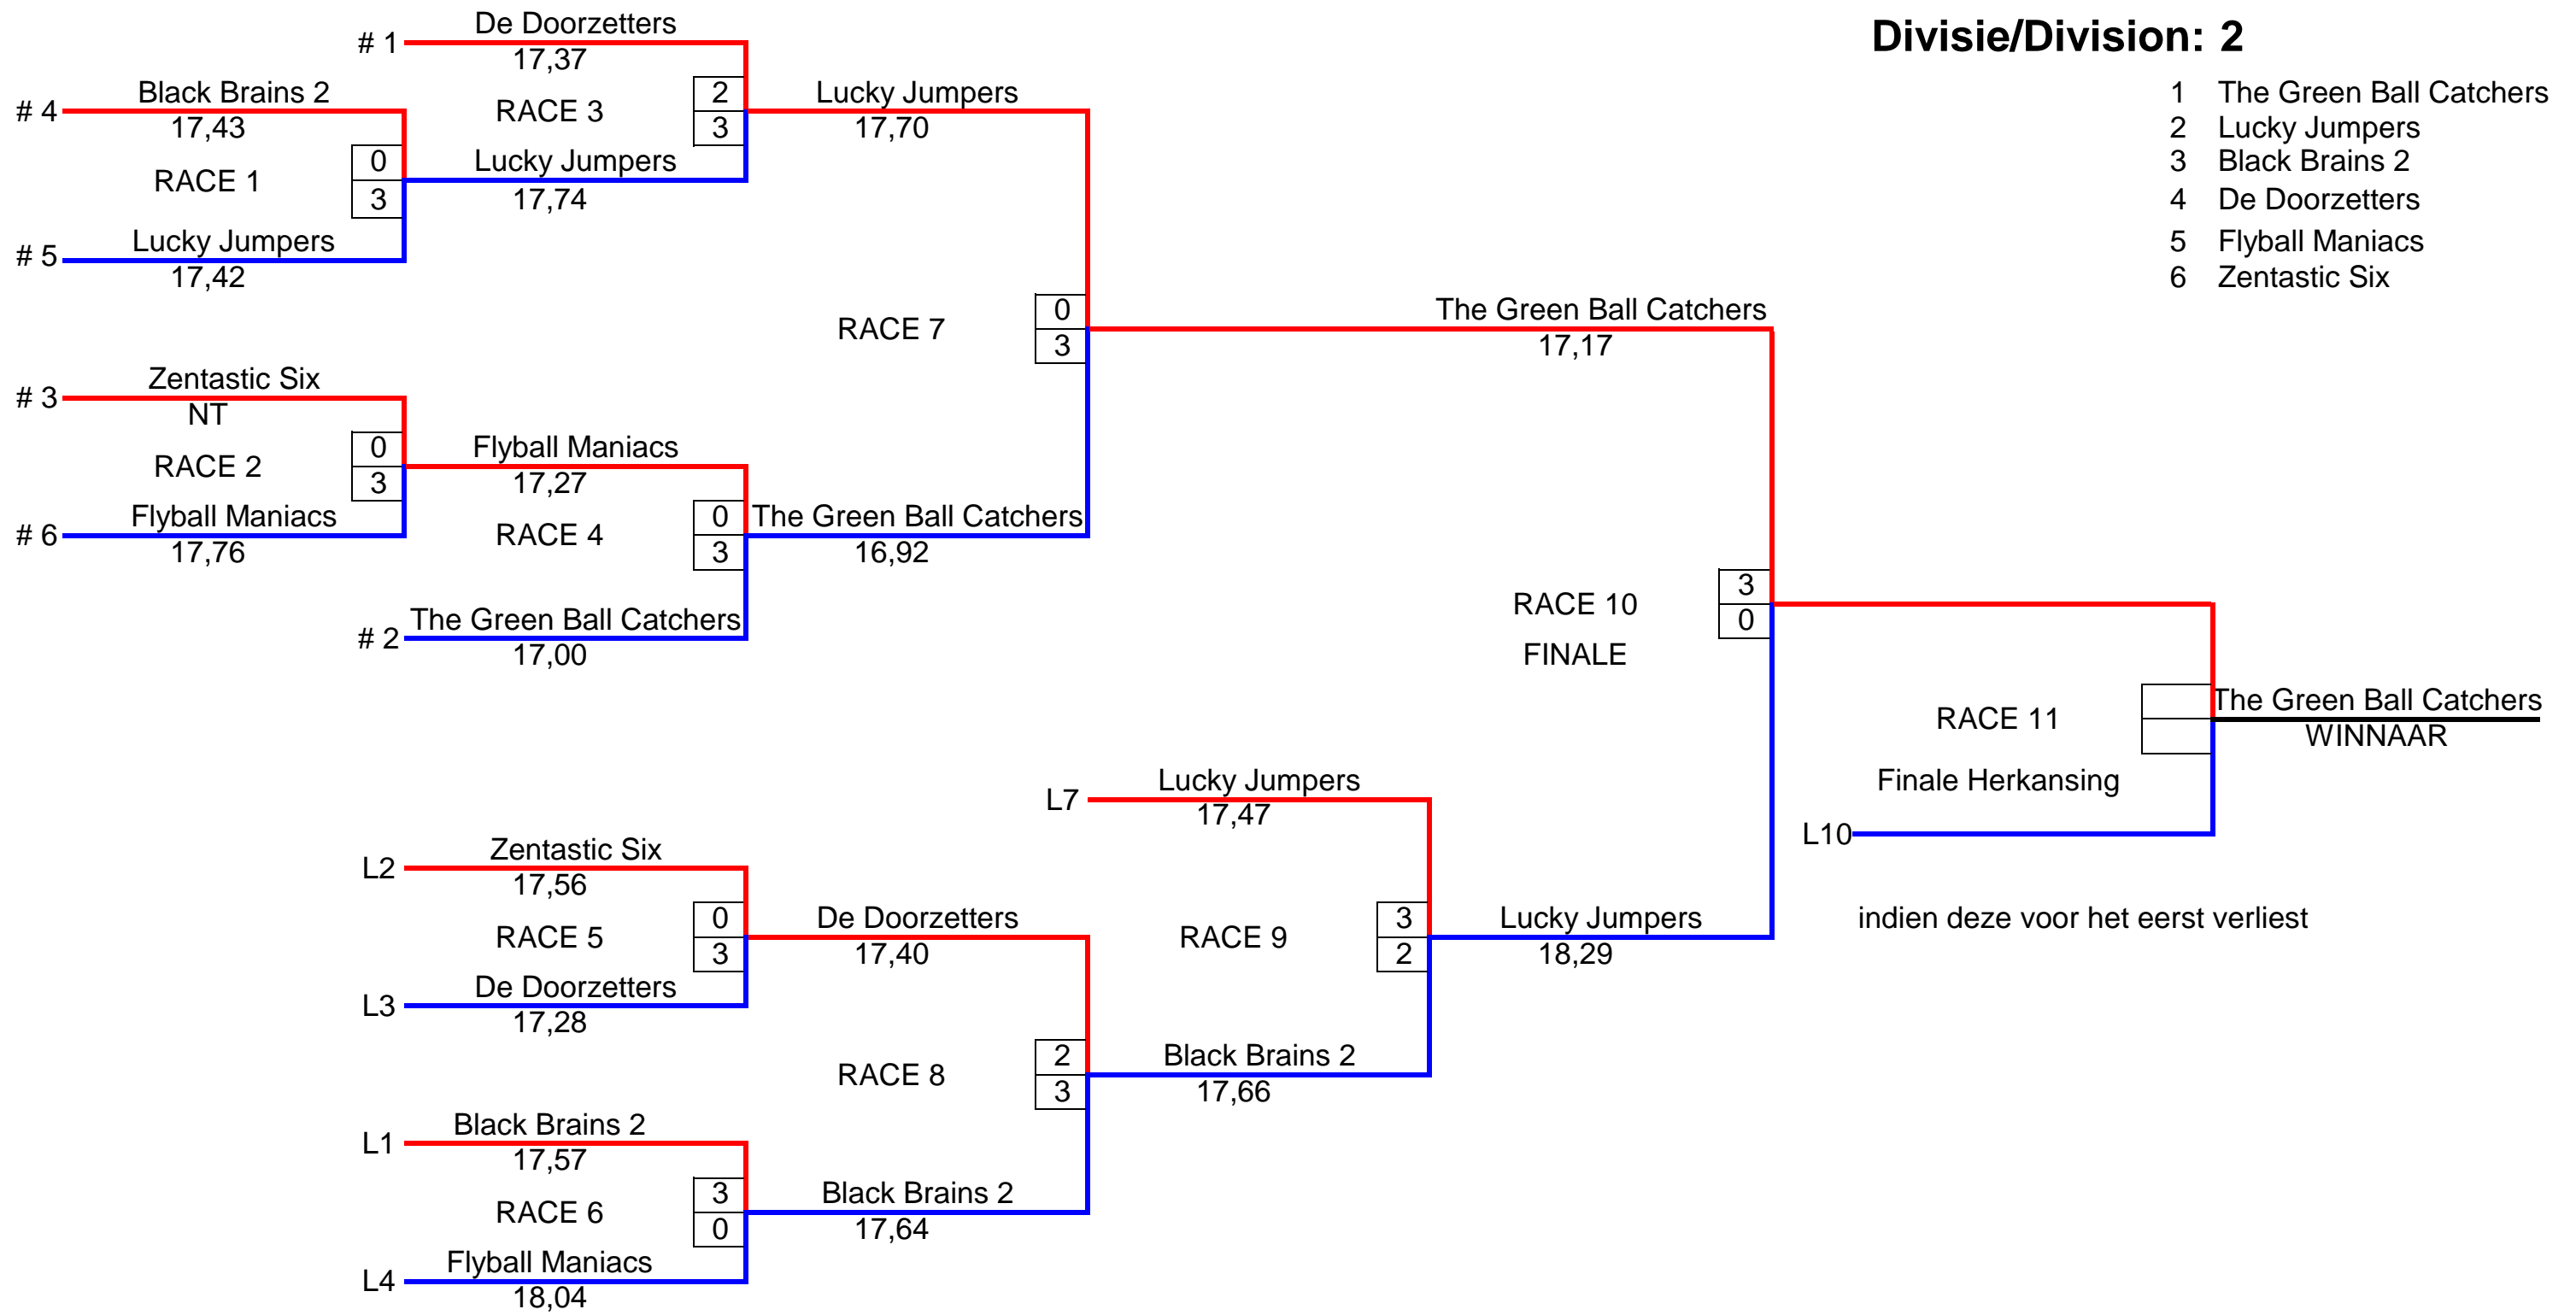 Divisie/Division: 2
1 The Green Ball Catchers
2 Lucky Jumpers
3 Black Brains 2
4 De Doorzetters
5 Flyball Maniacs
6 Zentastic Six
# 1
De Doorzetters
17,37
# 4
Black Brains 2
17,43
RACE 3
2
3
Lucky Jumpers
17,70
RACE 1
0
3
Lucky Jumpers
17,74
# 5
Lucky Jumpers
17,42
RACE 7
0
3
The Green Ball Catchers
17,17
# 3
Zentastic Six
NT
RACE 2
0
3
Flyball Maniacs
17,27
# 6
Flyball Maniacs
17,76
RACE 4
0
3
The Green Ball Catchers
16,92
# 2
The Green Ball Catchers
17,00
RACE 10
3
0
FINALE
RACE 11
The Green Ball Catchers
WINNAAR
Finale Herkansing
L10
indien deze voor het eerst verliest
L7
Lucky Jumpers
17,47
L2
Zentastic Six
17,56
RACE 5
0
3
De Doorzetters
17,40
RACE 9
3
2
Lucky Jumpers
18,29
L3
De Doorzetters
17,28
RACE 8
2
3
Black Brains 2
17,66
L1
Black Brains 2
17,57
RACE 6
3
0
Black Brains 2
17,64
L4
Flyball Maniacs
18,04